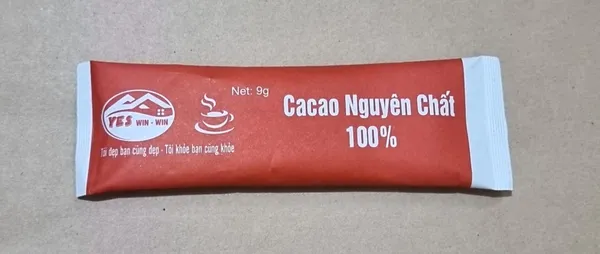 YES WIN - WIN
Tôi đẹp bạn cũng đẹp - Tôi khỏe bạn cũng khỏe
Net: 9g
Cacao Nguyên Chất
100%